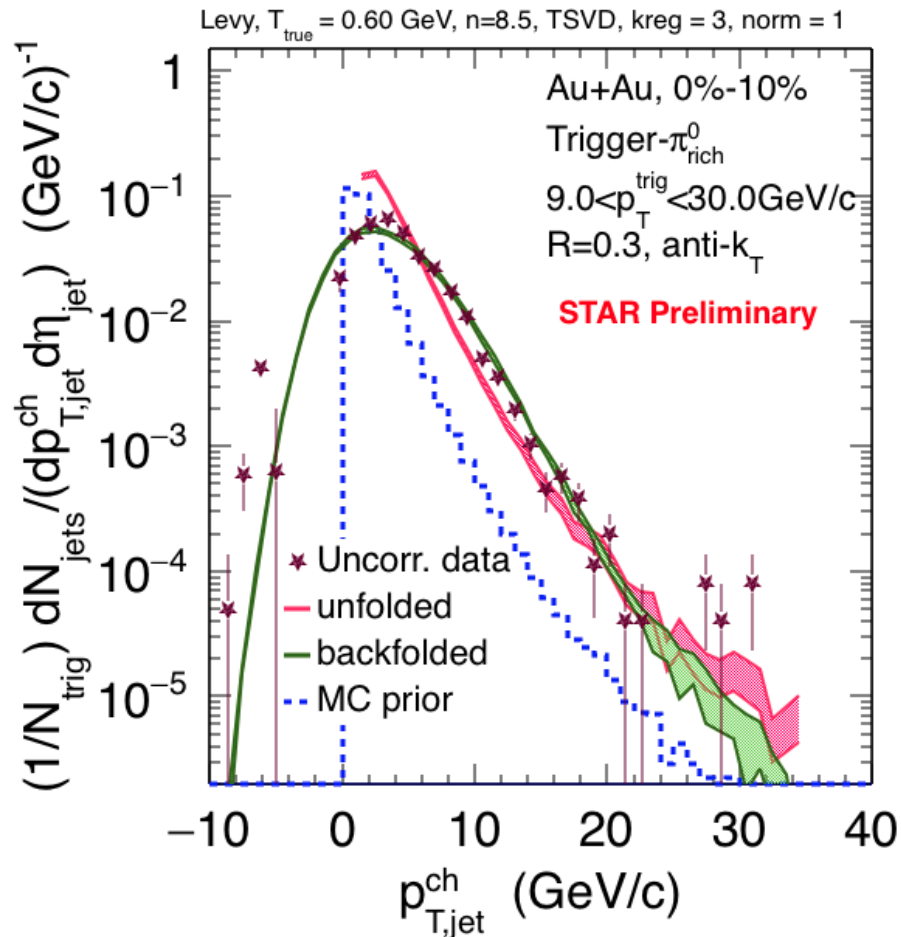 Levy, T_true = 0.60 GeV, n=8.5, TSVD, kreg = 3, norm = 1
(1/N_trig) dN_jets /(dp^ch_T,jet dη_jet) (GeV/c)^-1
1
10^−1
10^−2
10^−3
10^−4
10^−5
Au+Au, 0%-10%
Trigger-π^0_rich
9.0<p_T^trig<30.0GeV/c
R=0.3, anti-k_T
STAR Preliminary
Uncorr. data
unfolded
backfolded
MC prior
−10 0 10 20 30 40
p^ch_T,jet (GeV/c)